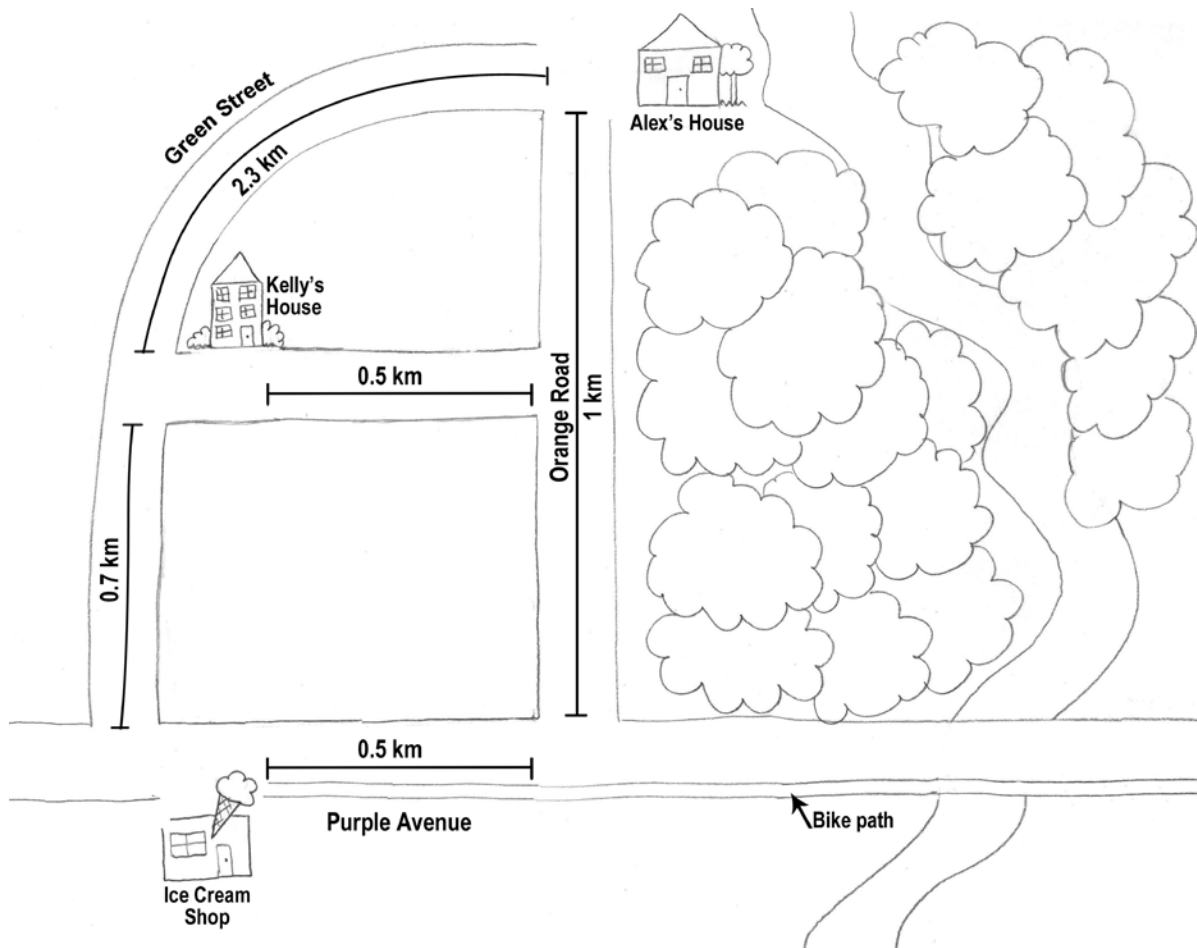 Green Street
2.3 km
Alex's House
Kelly's
House
0.5 km
Orange Road
1 km
0.7 km
0.5 km
Purple Avenue
Bike path
Ice Cream
Shop